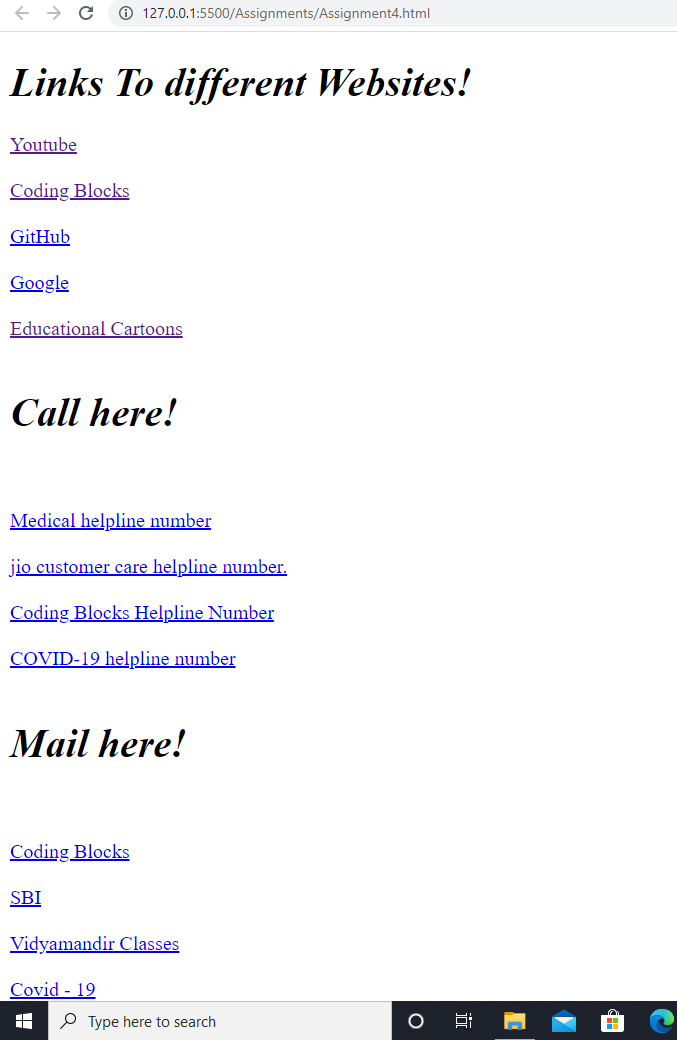 127.0.0.1:5500/Assignments/Assignment4.html
Links To different Websites!
Youtube
Coding Blocks
GitHub
Google
Educational Cartoons
Call here!
Medical helpline number
jio customer care helpline number.
Coding Blocks Helpline Number
COVID-19 helpline number
Mail here!
Coding Blocks
SBI
Vidyamandir Classes
Covid - 19
Type here to search